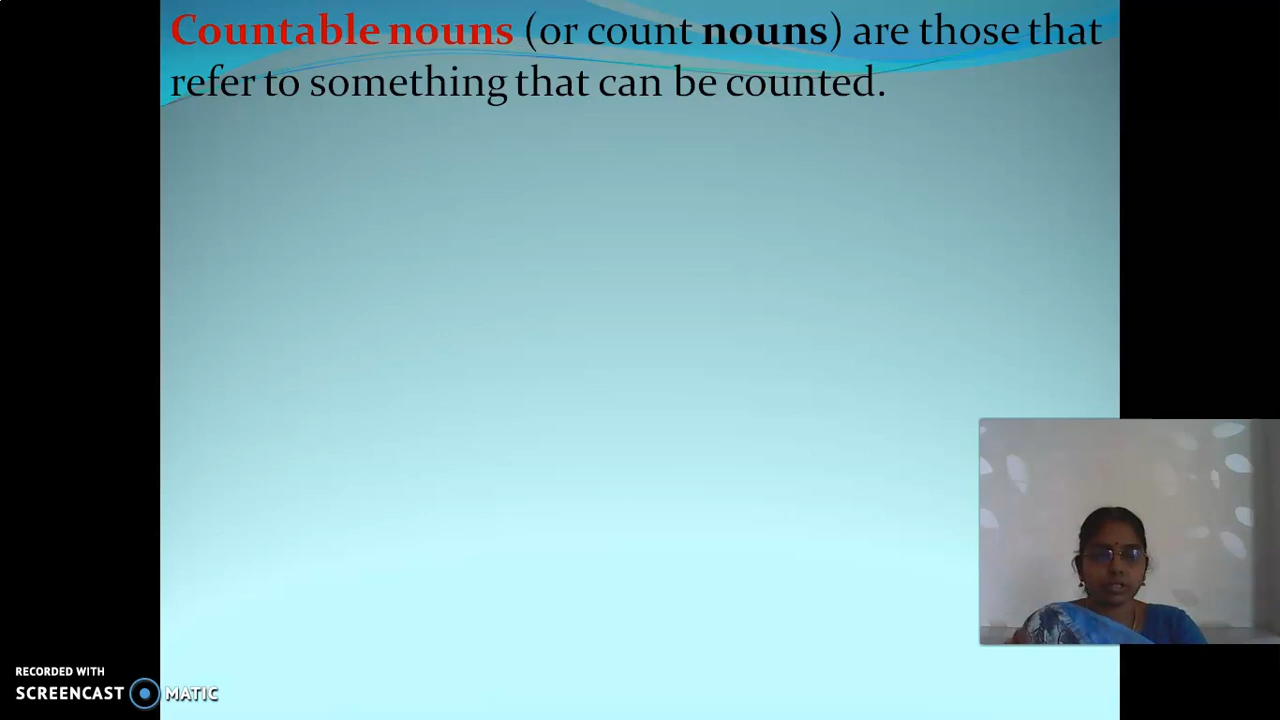 Countable nouns (or count nouns) are those that
refer to something that can be counted.
RECORDED WITH
SCREENCAST MATIC